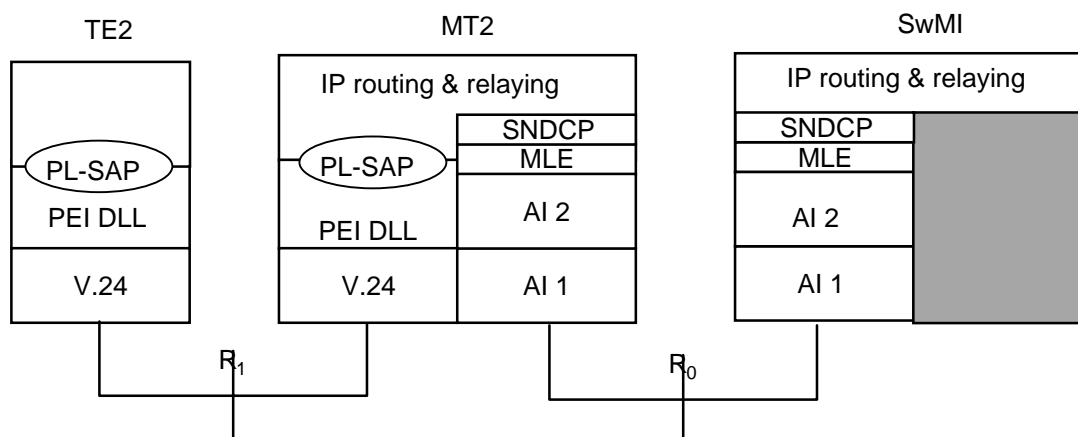 TE2
MT2
SwMI
IP routing & relaying
IP routing & relaying
SNDCP
SNDCP
MLE
MLE
PL-SAP
PL-SAP
AI 2
AI 2
PEI DLL
PEI DLL
V.24
V.24
AI 1
AI 1
R1
R0